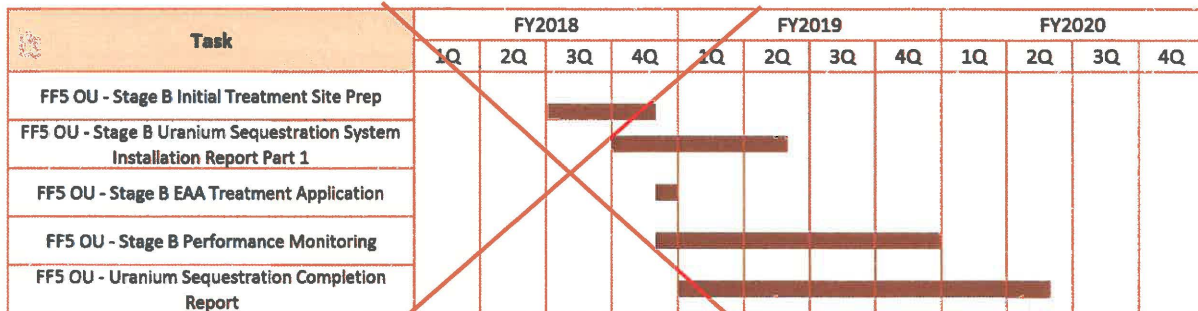 Task
FY2018 FY2019 FY2020
1Q 2Q 3Q 4Q 1Q 2Q 3Q 4Q 1Q 2Q 3Q 4Q
FF5 OU - Stage B Initial Treatment Site Prep
FF5 OU - Stage B Uranium Sequestration System
Installation Report Part 1
FF5 OU - Stage B EAA Treatment Application
FF5 OU - Stage B Performance Monitoring
FF5 OU - Uranium Sequestration Completion
Report